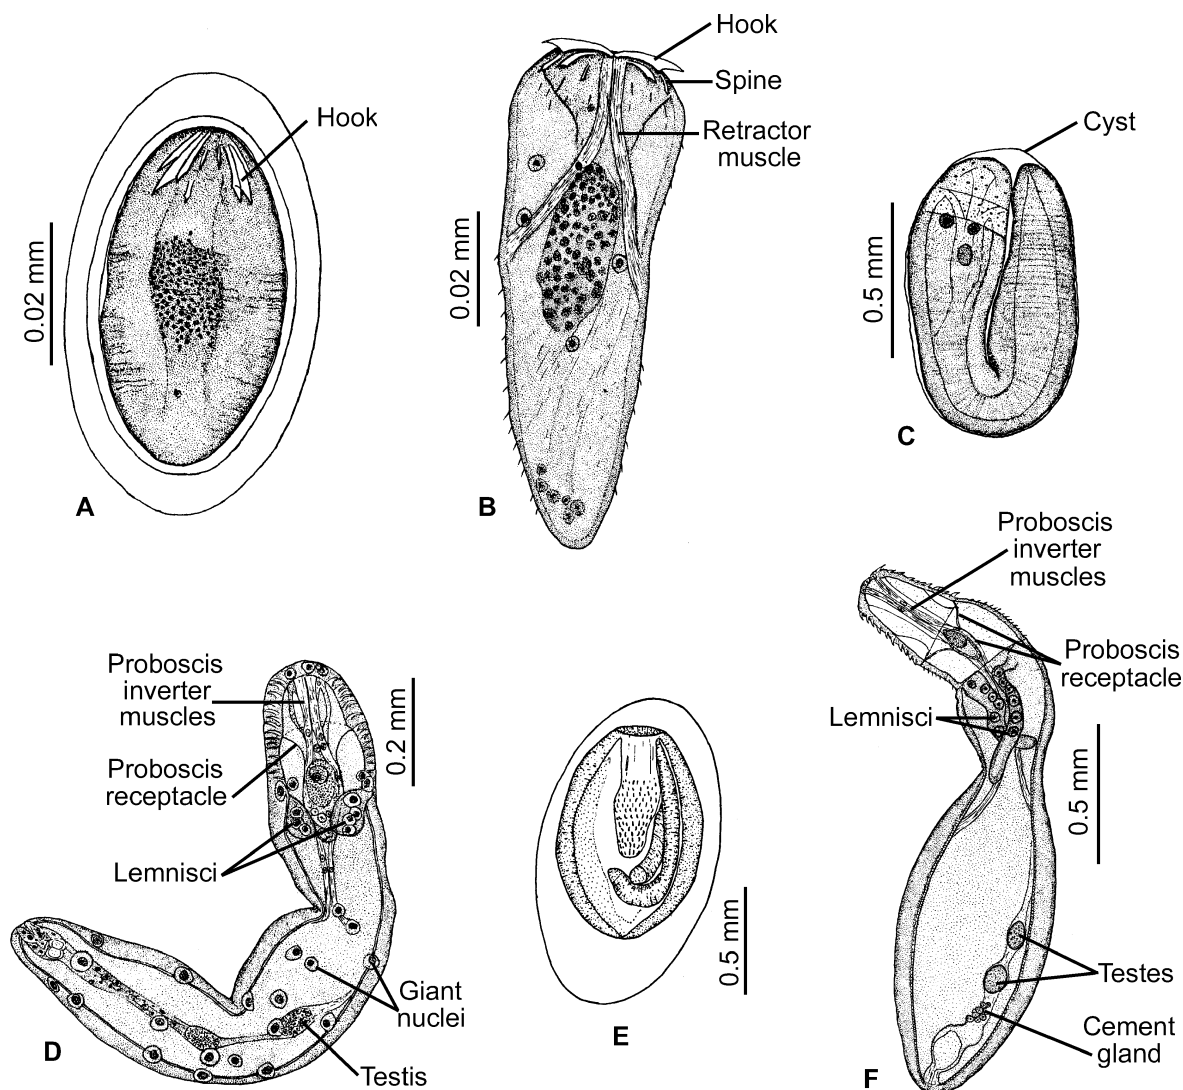 Hook
0.02 mm
A
Hook
Spine
Retractor
muscle
0.02 mm
B
Cyst
0.5 mm
C
Proboscis
inverter
muscles
Proboscis
receptacle
Lemnisci
0.2 mm
Giant
nuclei
Testis
D
0.5 mm
E
Proboscis
inverter
muscles
Proboscis
receptacle
Lemnisci
0.5 mm
Testes
Cement
gland
F